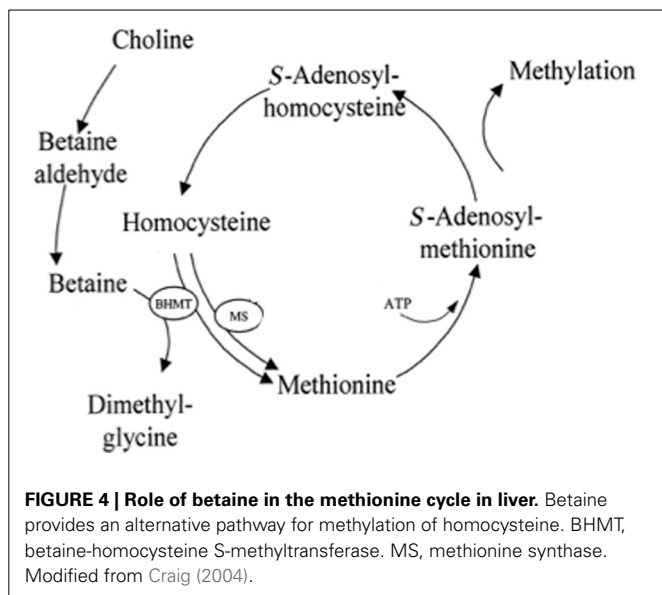 Choline
S-Adenosyl-
homocysteine
Methylation
Betaine
aldehyde
Homocysteine
S-Adenosyl-
methionine
Betaine
BHMT
MS
ATP
Methionine
Dimethyl-
glycine
FIGURE 4 | Role of betaine in the methionine cycle in liver. Betaine
provides an alternative pathway for methylation of homocysteine. BHMT,
betaine-homocysteine S-methyltransferase. MS, methionine synthase.
Modified from Craig (2004).